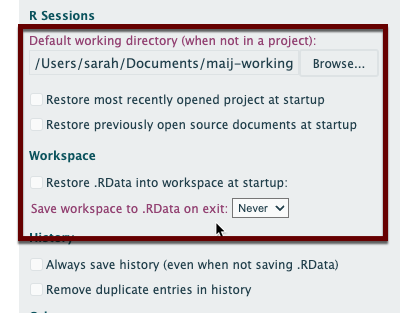 R Sessions
Default working directory (when not in a project):
/Users/sarah/Documents/maij-working
Browse...
Restore most recently opened project at startup
Restore previously open source documents at startup
Workspace
Restore .RData into workspace at startup:
Save workspace to .RData on exit: Never
History
Always save history (even when not saving .RData)
Remove duplicate entries in history